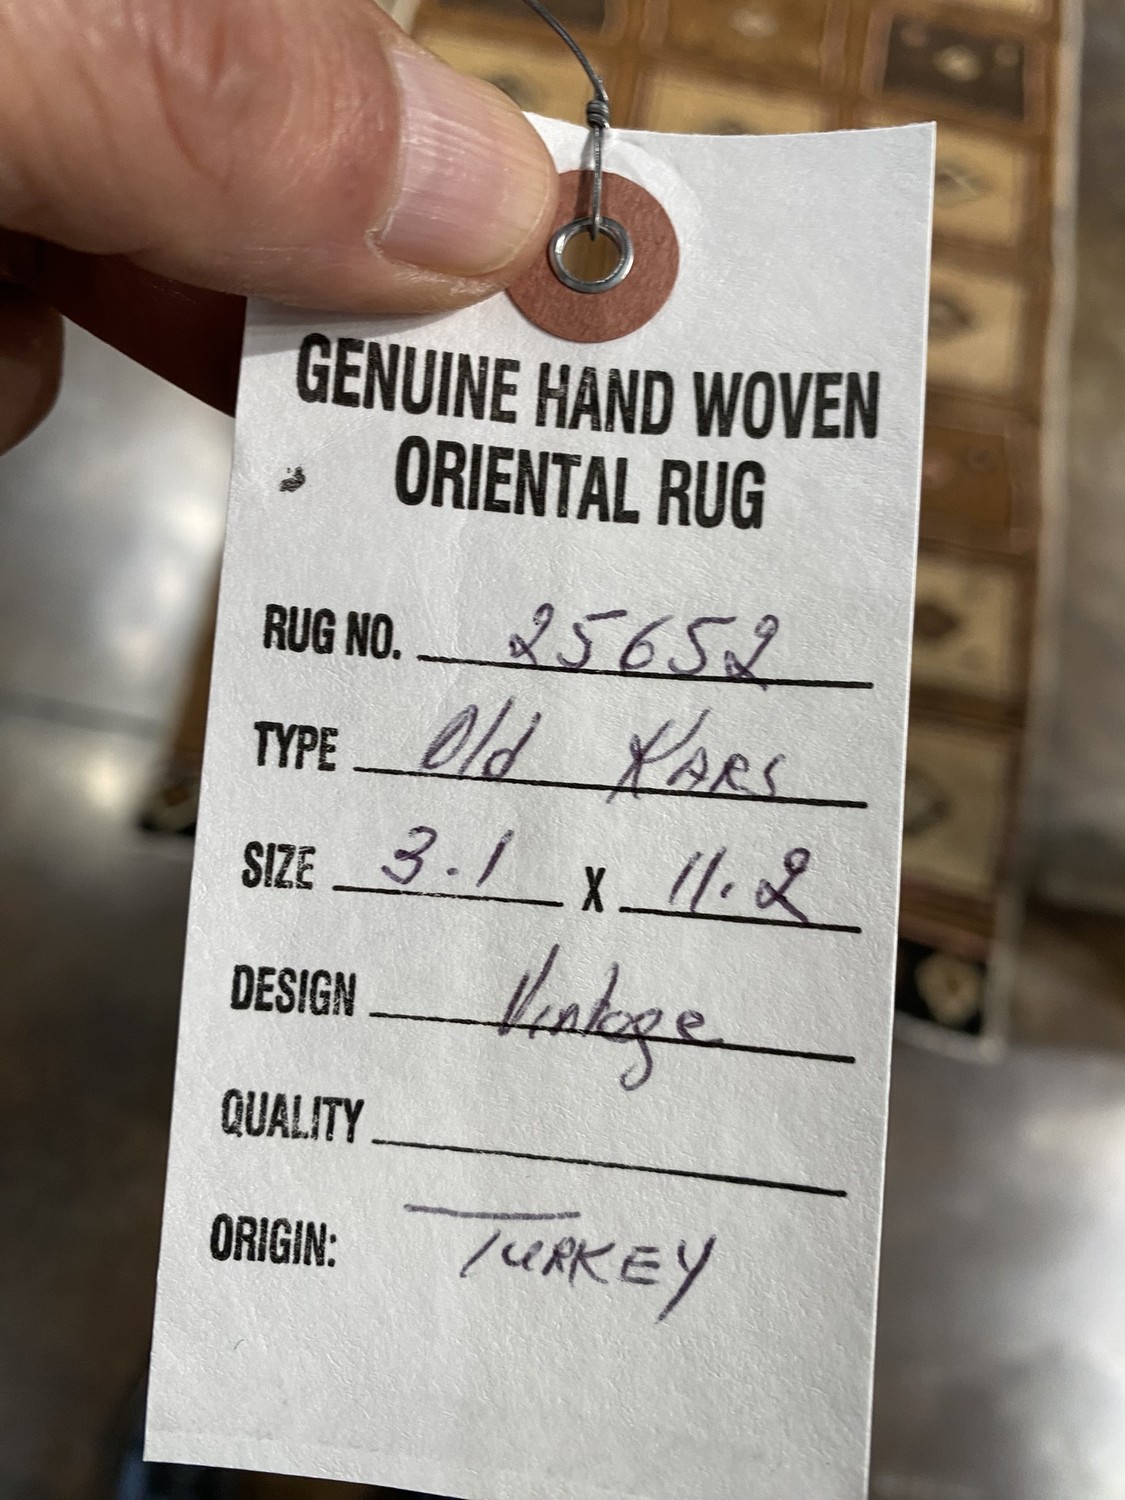 GENUINE HAND WOVEN
ORIENTAL RUG
RUG NO. 25652
TYPE Old KARS
SIZE 3.1 X 11.2
DESIGN Vintage
QUALITY
ORIGIN: TURKEY